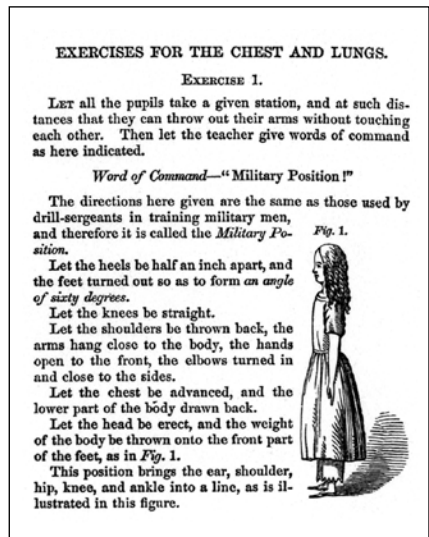 EXERCISES FOR THE CHEST AND LUNGS.
EXERCISE 1.
LET all the pupils take a given station, and at such dis-
tances that they can throw out their arms without touching
each other. Then let the teacher give words of command
as here indicated.
Word of Command—"Military Position!"
The directions here given are the same as those used by
drill-sergeants in training military men,
and therefore it is called the Military Po-
sition.
Fig. 1.
Let the heels be half an inch apart, and
the feet turned out so as to form an angle
of sixty degrees.
Let the knees be straight.
Let the shoulders be thrown back, the
arms hang close to the body, the hands
open to the front, the elbows turned in
and close to the sides.
Let the chest be advanced, and the
lower part of the body drawn back.
Let the head be erect, and the weight
of the body be thrown onto the front part
of the feet, as in Fig. 1.
This position brings the ear, shoulder,
hip, knee, and ankle into a line, as is il-
lustrated in this figure.